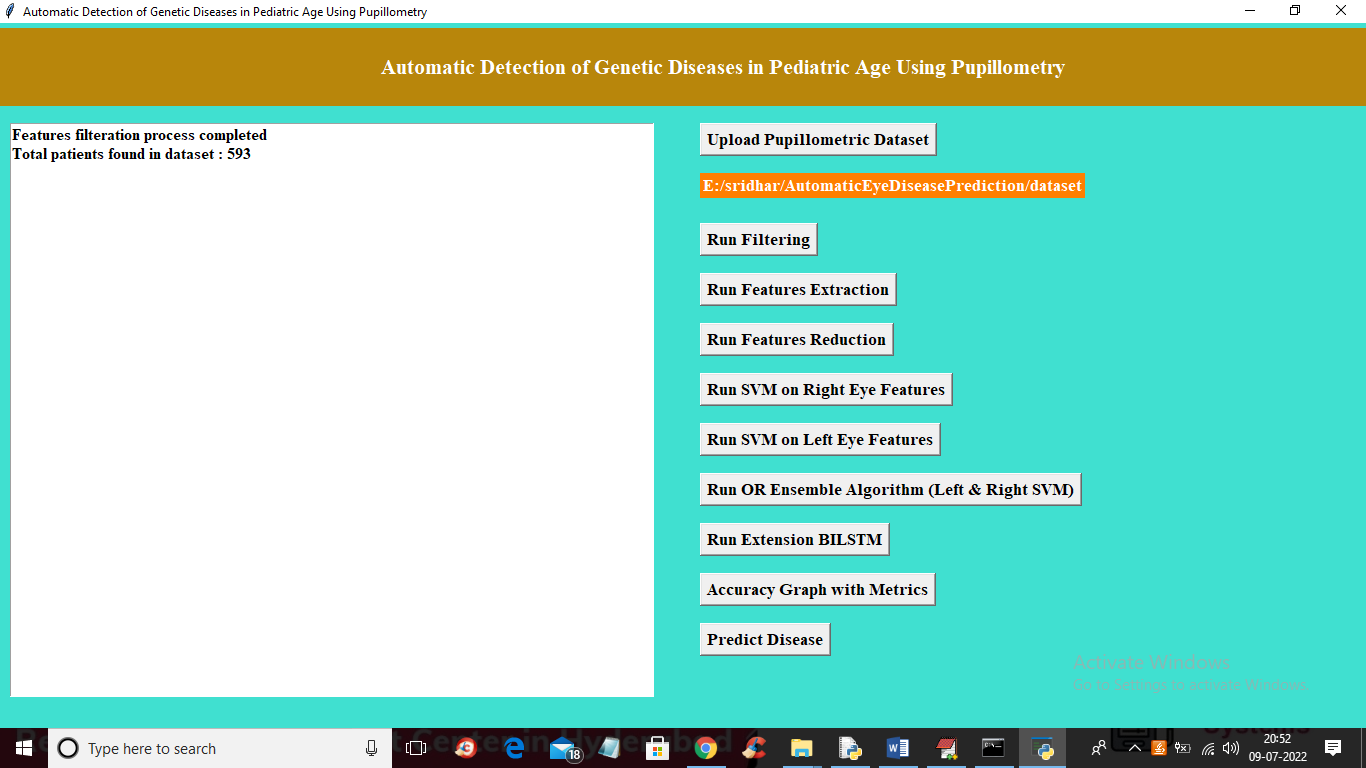 Automatic Detection of Genetic Diseases in Pediatric Age Using Pupillometry
Automatic Detection of Genetic Diseases in Pediatric Age Using Pupillometry
Features filteration process completed
Total patients found in dataset : 593
Upload Pupillometric Dataset
E:/sridhar/AutomaticEyeDiseasePrediction/dataset
Run Filtering
Run Features Extraction
Run Features Reduction
Run SVM on Right Eye Features
Run SVM on Left Eye Features
Run OR Ensemble Algorithm (Left & Right SVM)
Run Extension BILSTM
Accuracy Graph with Metrics
Predict Disease
Activate Windows
Go to Settings to activate Windows.
Type here to search
18
20:52
09-07-2022